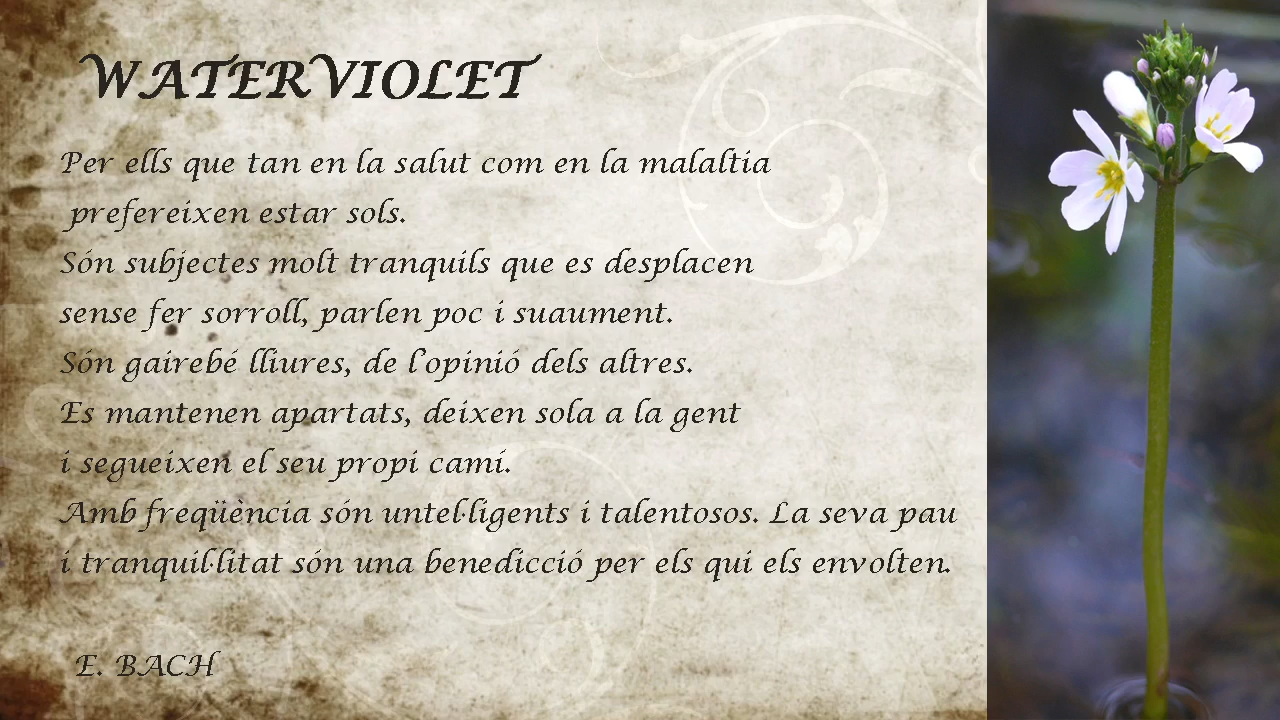 WATER VIOLET
Per ells que tan en la salut com en la malaltia
prefereixen estar sols.
Són subjectes molt tranquils que es desplacen
sense fer sorroll, parlen poc i suaument.
Són gairebé lliures, de l'opinió dels altres.
Es mantenen apartats, deixen sola a la gent
i segueixen el seu propi camí.
Amb freqüència són untel·ligents i talentosos. La seva pau
i tranquil·litat són una benedicció per els qui els envolten.
E. BACH